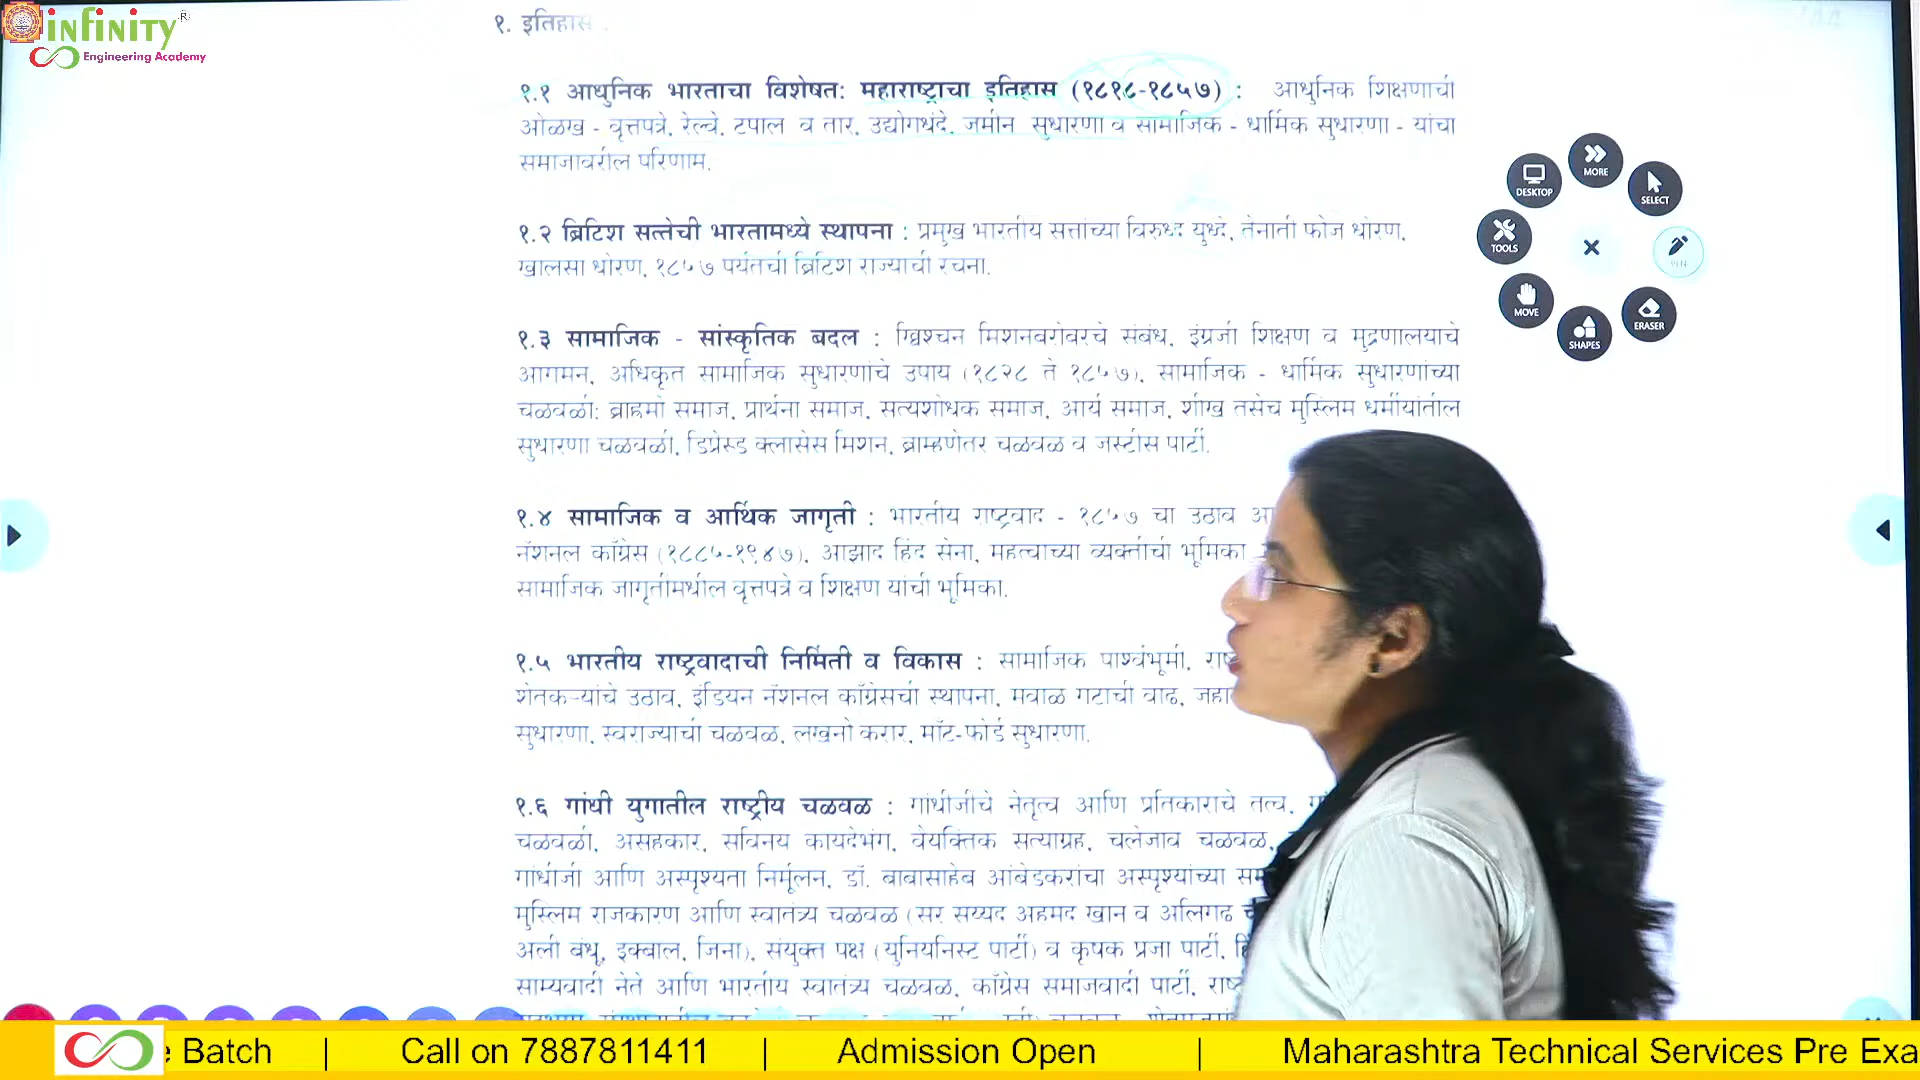 infinity
Engineering Academy
१. इतिहास
१.१ आधुनिक भारताचा विशेषत: महाराष्ट्राचा इतिहास (१८१८-१८५७) : आधुनिक शिक्षणाची
ओळख - वृत्तपत्रे, रेल्वे, टपाल व तार, उद्योगधंदे, जमीन सुधारणा व सामाजिक - धार्मिक सुधारणा - यांचा
समाजावरील परिणाम.
१.२ ब्रिटिश सत्तेची भारतामध्ये स्थापना : प्रमुख भारतीय सत्तांच्या विरुध्द युध्दे, तैनाती फौज धोरण,
खालसा धोरण, १८५७ पर्यंतची ब्रिटिश राज्याची रचना.
१.३ सामाजिक - सांस्कृतिक बदल : ख्रिश्चन मिशनबरोबरचे संबंध, इंग्रजी शिक्षण व मुद्रणालयाचे
आगमन, अधिकृत सामाजिक सुधारणांचे उपाय (१८२८ ते १८५७), सामाजिक - धार्मिक सुधारणांच्या
चळवळी: ब्राह्मो समाज, प्रार्थना समाज, सत्यशोधक समाज, आर्य समाज, शीख तसेच मुस्लिम धर्मीयांतील
सुधारणा चळवळी, डिप्रेस्ड क्लासेस मिशन, ब्राम्हणेतर चळवळ व जस्टीस पार्टी.
१.४ सामाजिक व आर्थिक जागृती : भारतीय राष्ट्रवाद - १८५७ चा उठाव
नॅशनल काँग्रेस (१८८५-१९४७), आझाद हिंद सेना, महत्वाच्या व्यक्तींची भूमिका
सामाजिक जागृतीमधील वृत्तपत्रे व शिक्षण यांची भूमिका.
१.५ भारतीय राष्ट्रवादाची निर्मिती व विकास : सामाजिक पार्श्वभूमी,
शेतकऱ्यांचे उठाव, इंडियन नॅशनल काँग्रेसची स्थापना, मवाळ गटाची वाढ,
सुधारणा, स्वराज्याची चळवळ, लखनौ करार, माँट-फोर्ड सुधारणा.
१.६ गांधी युगातील राष्ट्रीय चळवळ : गांधीजींचे नेतृत्व आणि प्रतिकाराचे तत्व,
चळवळी, असहकार, सविनय कायदेभंग, वैयक्तिक सत्याग्रह, चलेजाव चळवळ,
गांधीजी आणि अस्पृश्यता निर्मूलन, डॉ. बाबासाहेब आंबेडकरांचा अस्पृश्यांच्या
मुस्लिम राजकारण आणि स्वातंत्र्य चळवळ (सर सय्यद अहमद खान व अलिगढ
अली बंधू, इक्बाल, जिना), संयुक्त पक्ष (युनियनिस्ट पार्टी) व कृषक प्रजा पार्टी,
साम्यवादी नेते आणि भारतीय स्वातंत्र्य चळवळ, काँग्रेस समाजवादी पार्टी,
DESKTOP
MORE
SELECT
TOOLS
PEN
MOVE
SHAPES
ERASER
e Batch | Call on 7887811411 | Admission Open | Maharashtra Technical Services Pre Exa